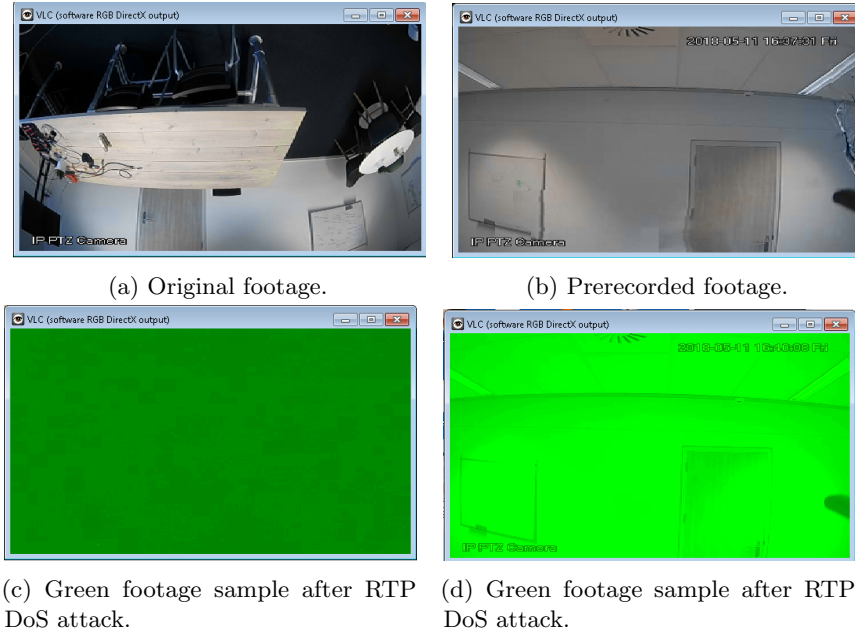 VLC (software RGB DirectX output)
VLC (software RGB DirectX output)
2018-05-11 16:37:31 Fri
IP PTZ Camera
IP PTZ Camera
(a) Original footage.
(b) Prerecorded footage.
VLC (software RGB DirectX output)
VLC (software RGB DirectX output)
IP PTZ Camera
(c) Green footage sample after RTP
DoS attack.
(d) Green footage sample after RTP
DoS attack.